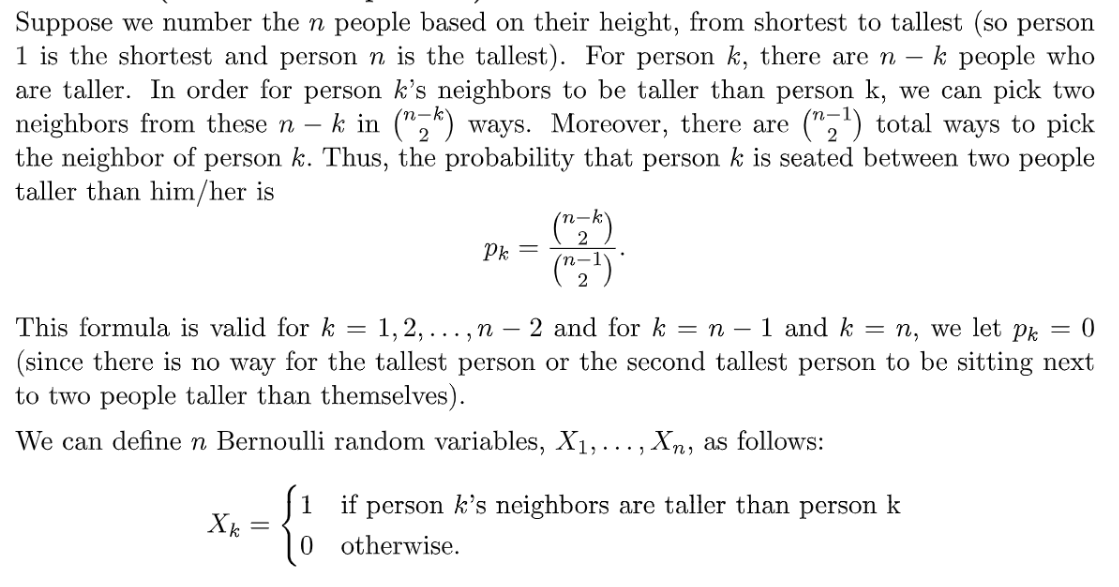 Suppose we number the n people based on their height, from shortest to tallest (so person
1 is the shortest and person n is the tallest). For person k, there are n − k people who
are taller. In order for person k's neighbors to be taller than person k, we can pick two
neighbors from these n − k in \binom{n-k}{2} ways. Moreover, there are \binom{n-1}{2} total ways to pick
the neighbor of person k. Thus, the probability that person k is seated between two people
taller than him/her is
p_k = \frac{\binom{n-k}{2}}{\binom{n-1}{2}}.
This formula is valid for k = 1, 2, . . . , n − 2 and for k = n − 1 and k = n, we let p_k = 0
(since there is no way for the tallest person or the second tallest person to be sitting next
to two people taller than themselves).
We can define n Bernoulli random variables, X_1, . . . , X_n, as follows:
X_k = \begin{cases} 1 & \text{if person } k\text{'s neighbors are taller than person k} \\ 0 & \text{otherwise.} \end{cases}